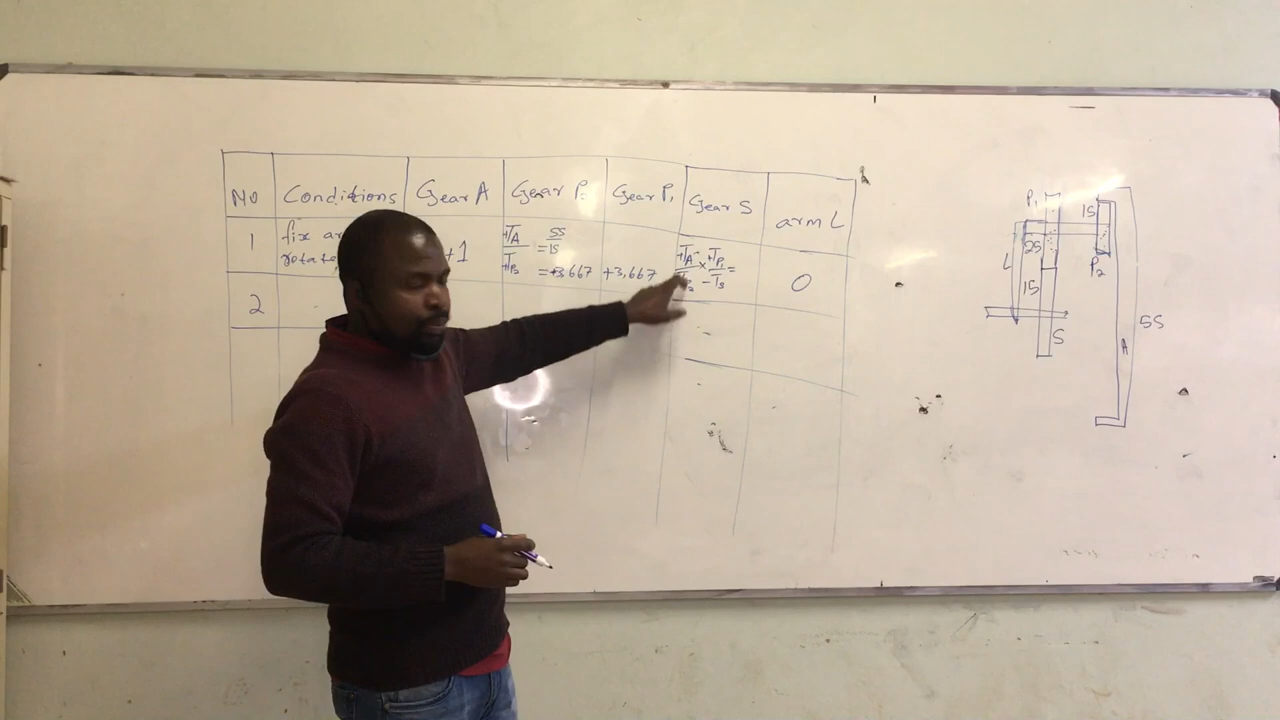 No Conditions Gear A Gear P₂ Gear P₁ Gear S arm L
1 fix ar +1 +TA/+TP₂ = 55/15 +3,667 +TA/TP₂ × +TP₁/-TS = 0
rotate = +3,667
2
P₁
15
25
L
P₂
15
55
S
A